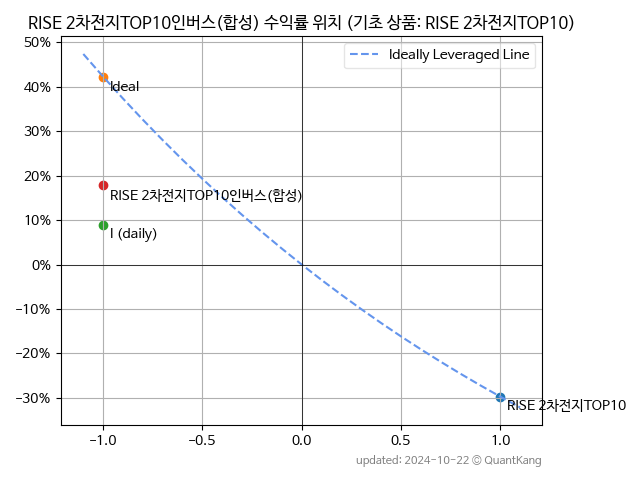 RISE 2차전지TOP10인버스(합성) 수익률 위치 (기초 상품: RISE 2차전지TOP10)
50%
Ideally Leveraged Line
40%
Ideal
30%
20%
RISE 2차전지TOP10인버스(합성)
10%
I (daily)
0%
−10%
−20%
−30%
RISE 2차전지TOP10
−1.0 −0.5 0.0 0.5 1.0
updated: 2024-10-22 © QuantKang